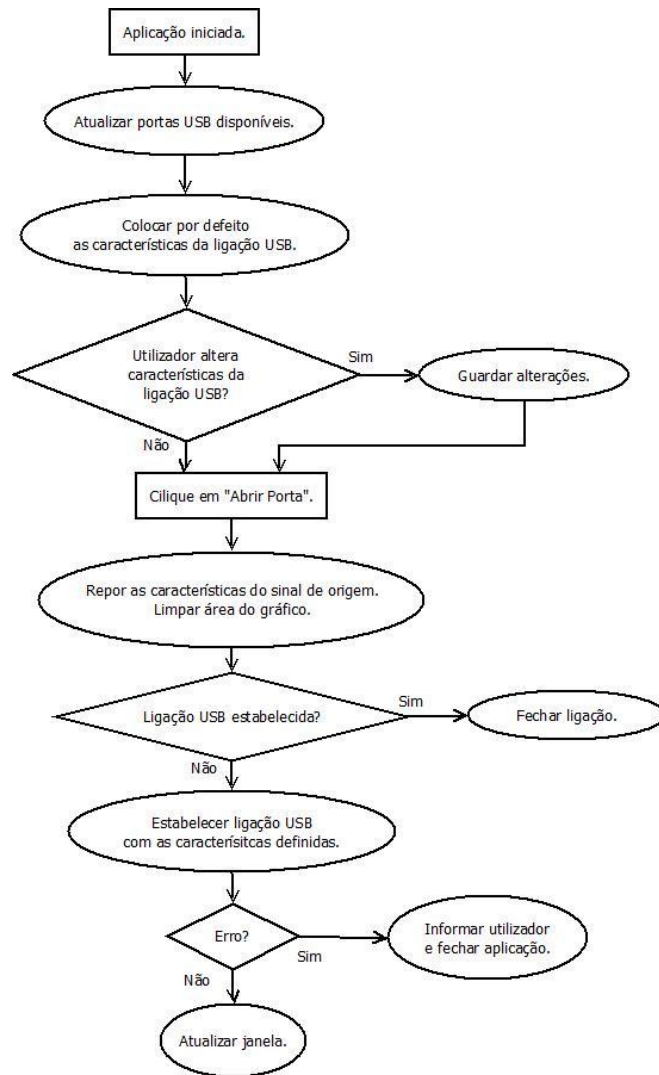 Aplicação iniciada.
Atualizar portas USB disponíveis.
Colocar por defeito
as características da ligação USB.
Utilizador altera
características da
ligação USB?
Sim
Guardar alterações.
Não
Cilique em "Abrir Porta".
Repor as características do sinal de origem.
Limpar área do gráfico.
Ligação USB estabelecida?
Sim
Fechar ligação.
Não
Estabelecer ligação USB
com as caracterísitcas definidas.
Erro?
Sim
Informar utilizador
e fechar aplicação.
Não
Atualizar janela.